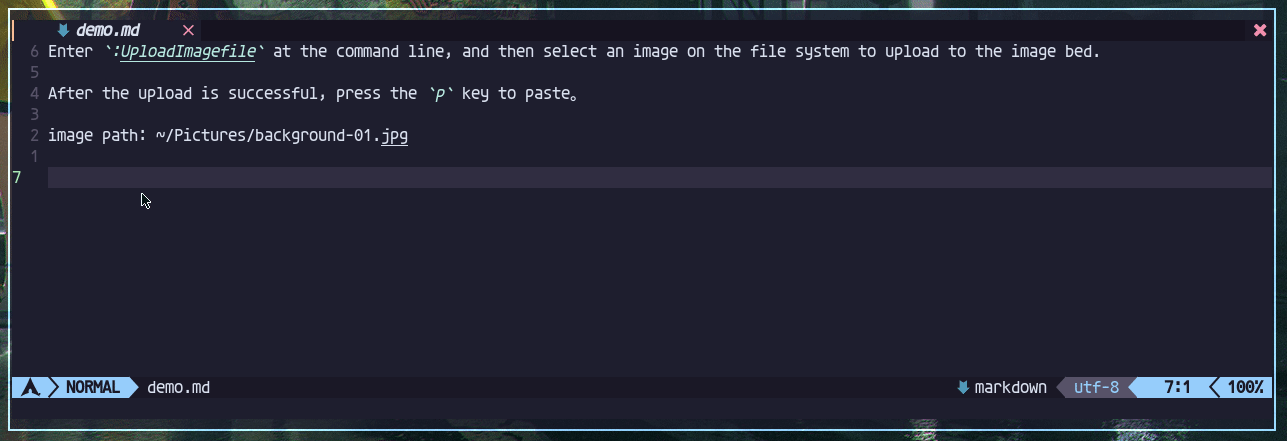 demo.md
6 Enter `:UploadImagefile` at the command line, and then select an image on the file system to upload to the image bed.
5
4 After the upload is successful, press the `p` key to paste。
3
2 image path: ~/Pictures/background-01.jpg
1
7
NORMAL demo.md markdown utf-8 7:1 100%